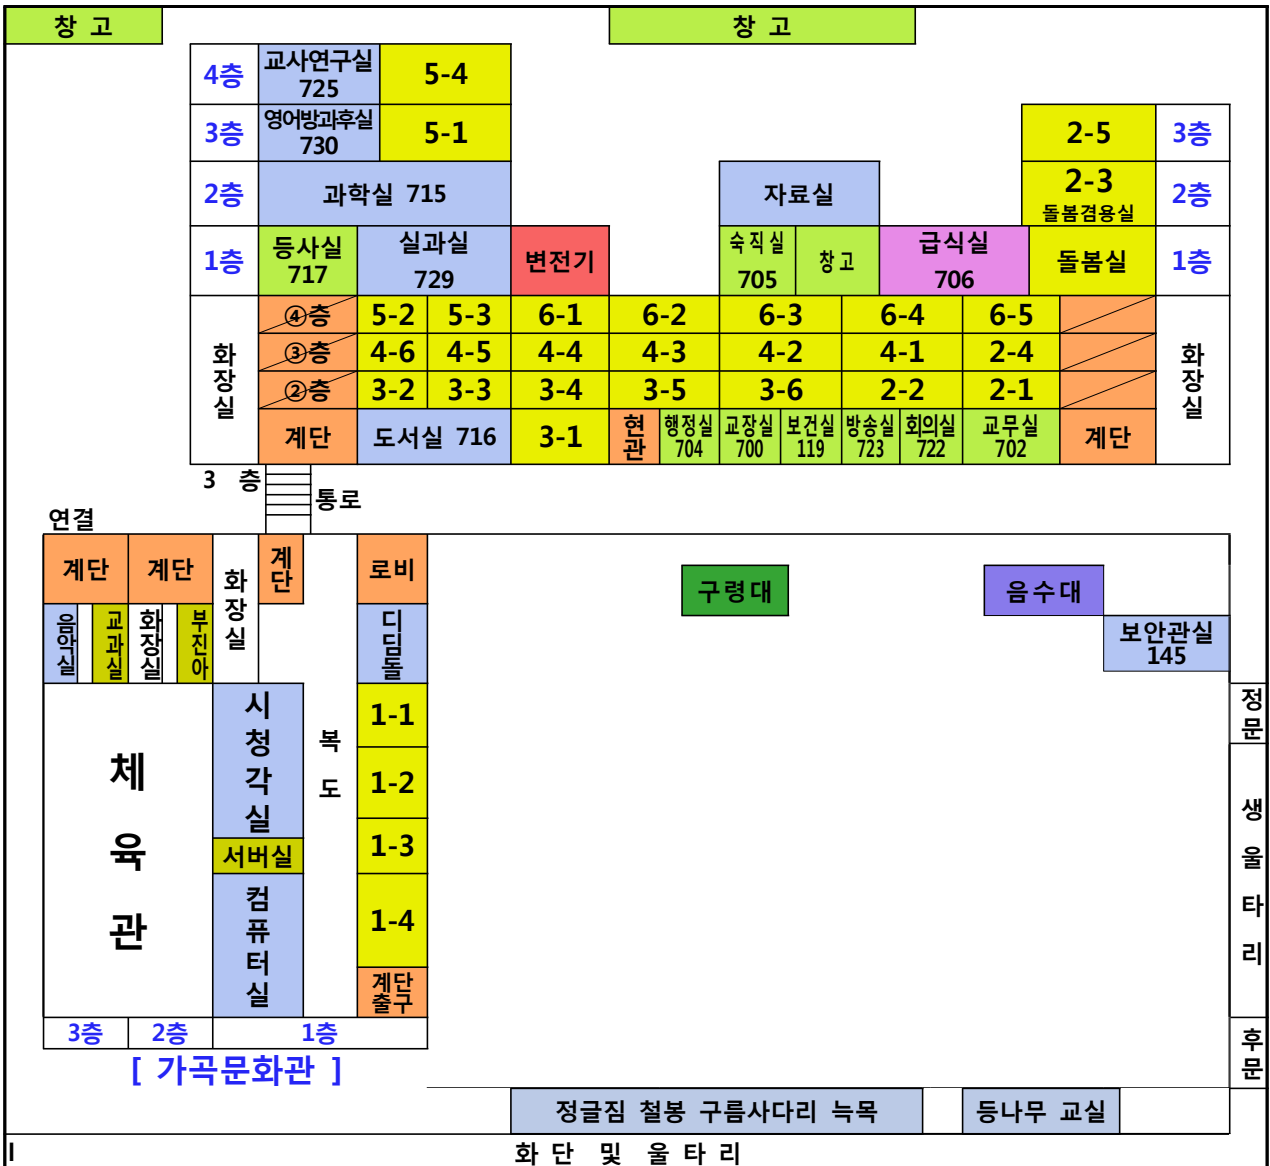 창 고
창 고
4층
교사연구실
725
5-4
3층
영어방과후실
730
5-1
2-5
3층
2층
과학실 715
자료실
2-3
돌봄겸용실
2층
1층
등사실
717
실과실
729
변전기
숙직실
705
창고
급식실
706
돌봄실
1층
화장실
④층
5-2
5-3
6-1
6-2
6-3
6-4
6-5
③층
4-6
4-5
4-4
4-3
4-2
4-1
2-4
②층
3-2
3-3
3-4
3-5
3-6
2-2
2-1
화장실
계단
도서실 716
3-1
현관
행정실
704
교장실
700
보건실
119
방송실
723
회의실
722
교무실
702
계단
3 층
통로
연결
계단
계단
화장실
계단
로비
구령대
음수대
음악실
교과실
화장실
부진아
디딤돌
보안관실
145
체육관
시청각실
복도
1-1
정문
1-2
생울타리
서버실
1-3
컴퓨터실
1-4
계단
출구
3층
2층
1층
후문
[ 가곡문화관 ]
정글짐 철봉 구름사다리 늑목
등나무 교실
화 단 및 울 타 리